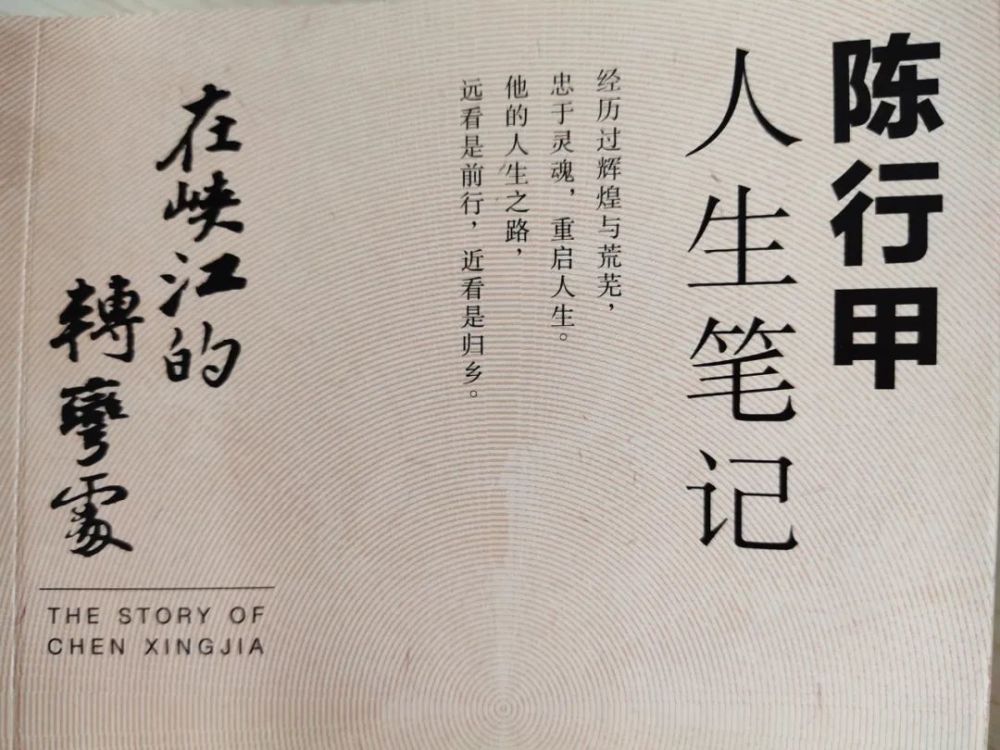 陈行甲
人生笔记
经历过辉煌与荒芜，
忠于灵魂，重启人生。
他的人生之路，
远看是前行，近看是归乡。
在峡江的
轉彎處
THE STORY OF
CHEN XINGJIA